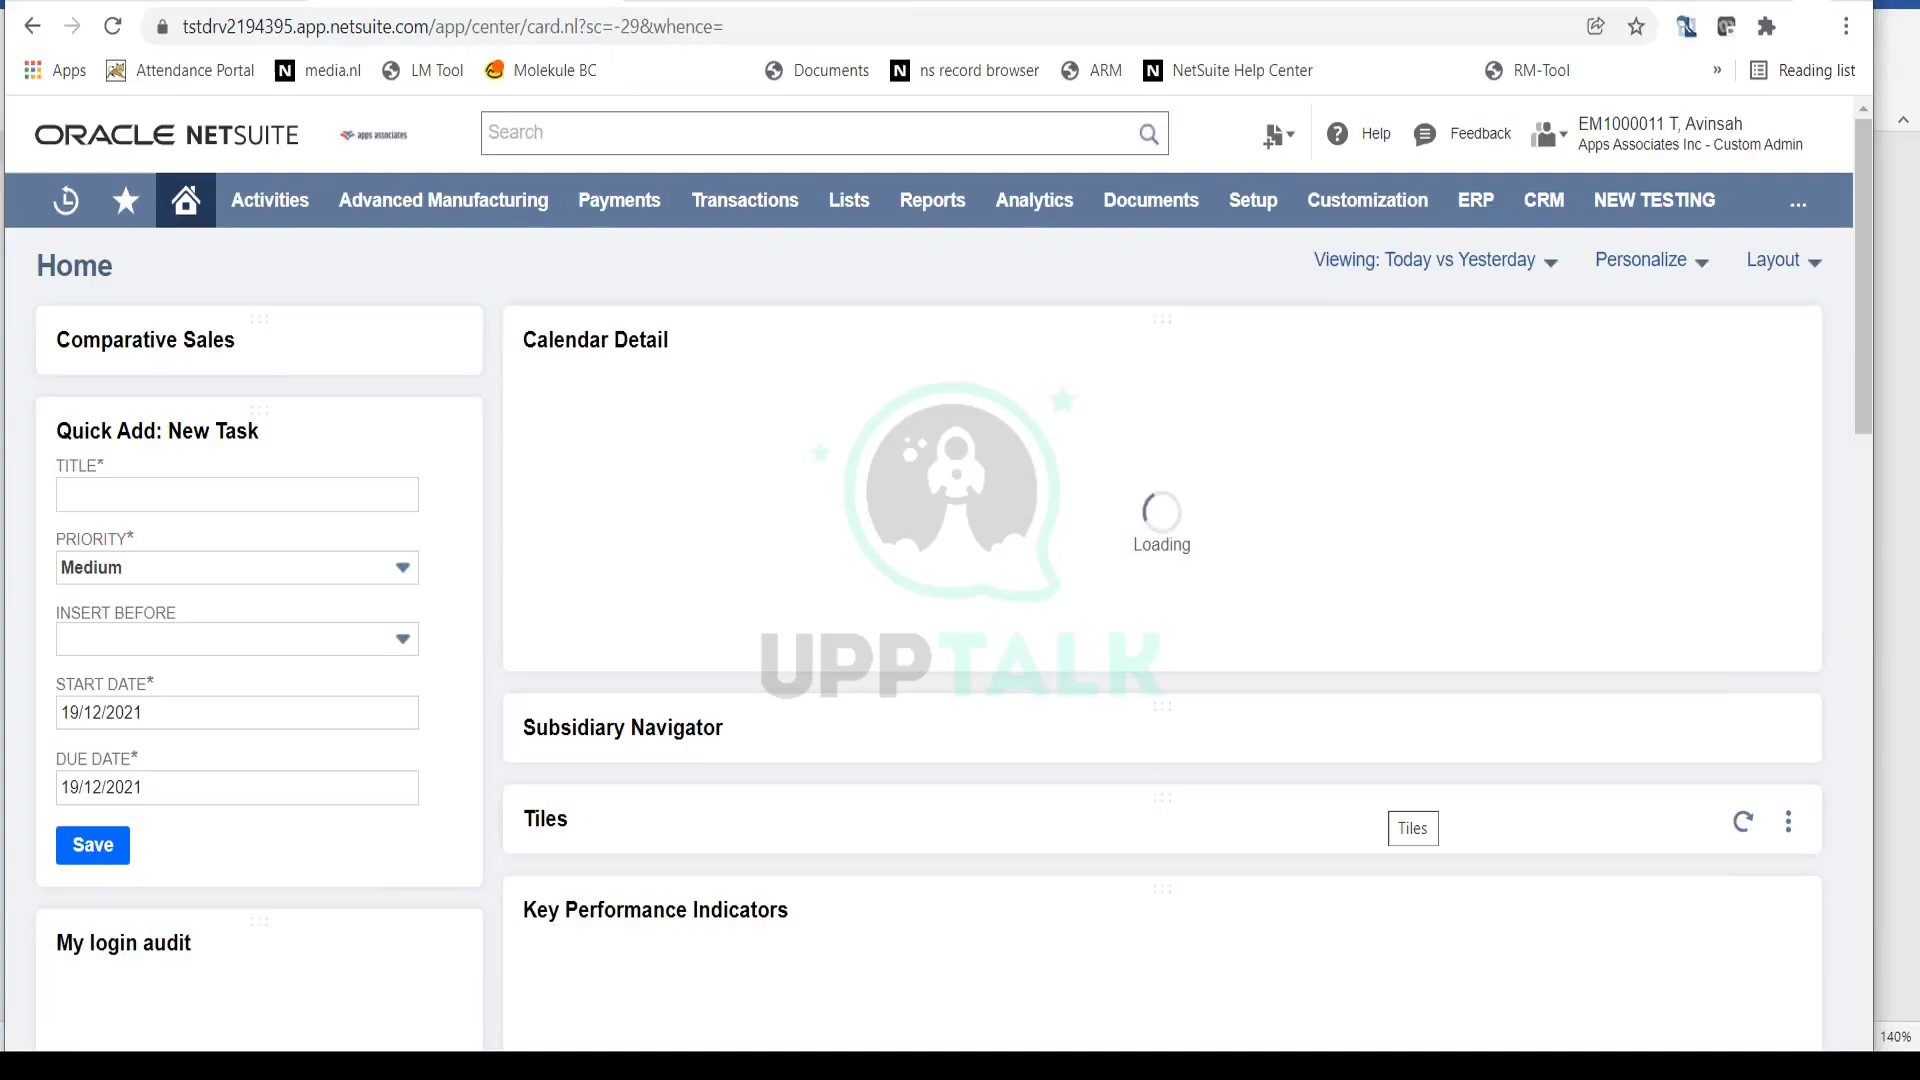 tstdrv2194395.app.netsuite.com/app/center/card.nl?sc=-29&whence=
Apps Attendance Portal N media.nl LM Tool Molekule BC Documents N ns record browser ARM N NetSuite Help Center RM-Tool » Reading list
ORACLE NETSUITE apps associates Search Help Feedback EM1000011 T, Avinsah
Apps Associates Inc - Custom Admin
Activities Advanced Manufacturing Payments Transactions Lists Reports Analytics Documents Setup Customization ERP CRM NEW TESTING ...
Home Viewing: Today vs Yesterday Personalize Layout
Comparative Sales
Calendar Detail
Quick Add: New Task
TITLE*
PRIORITY*
Medium
INSERT BEFORE
START DATE*
19/12/2021
DUE DATE*
19/12/2021
Save
My login audit
Loading
UPPTALK
Subsidiary Navigator
Tiles
Tiles
Key Performance Indicators
140%